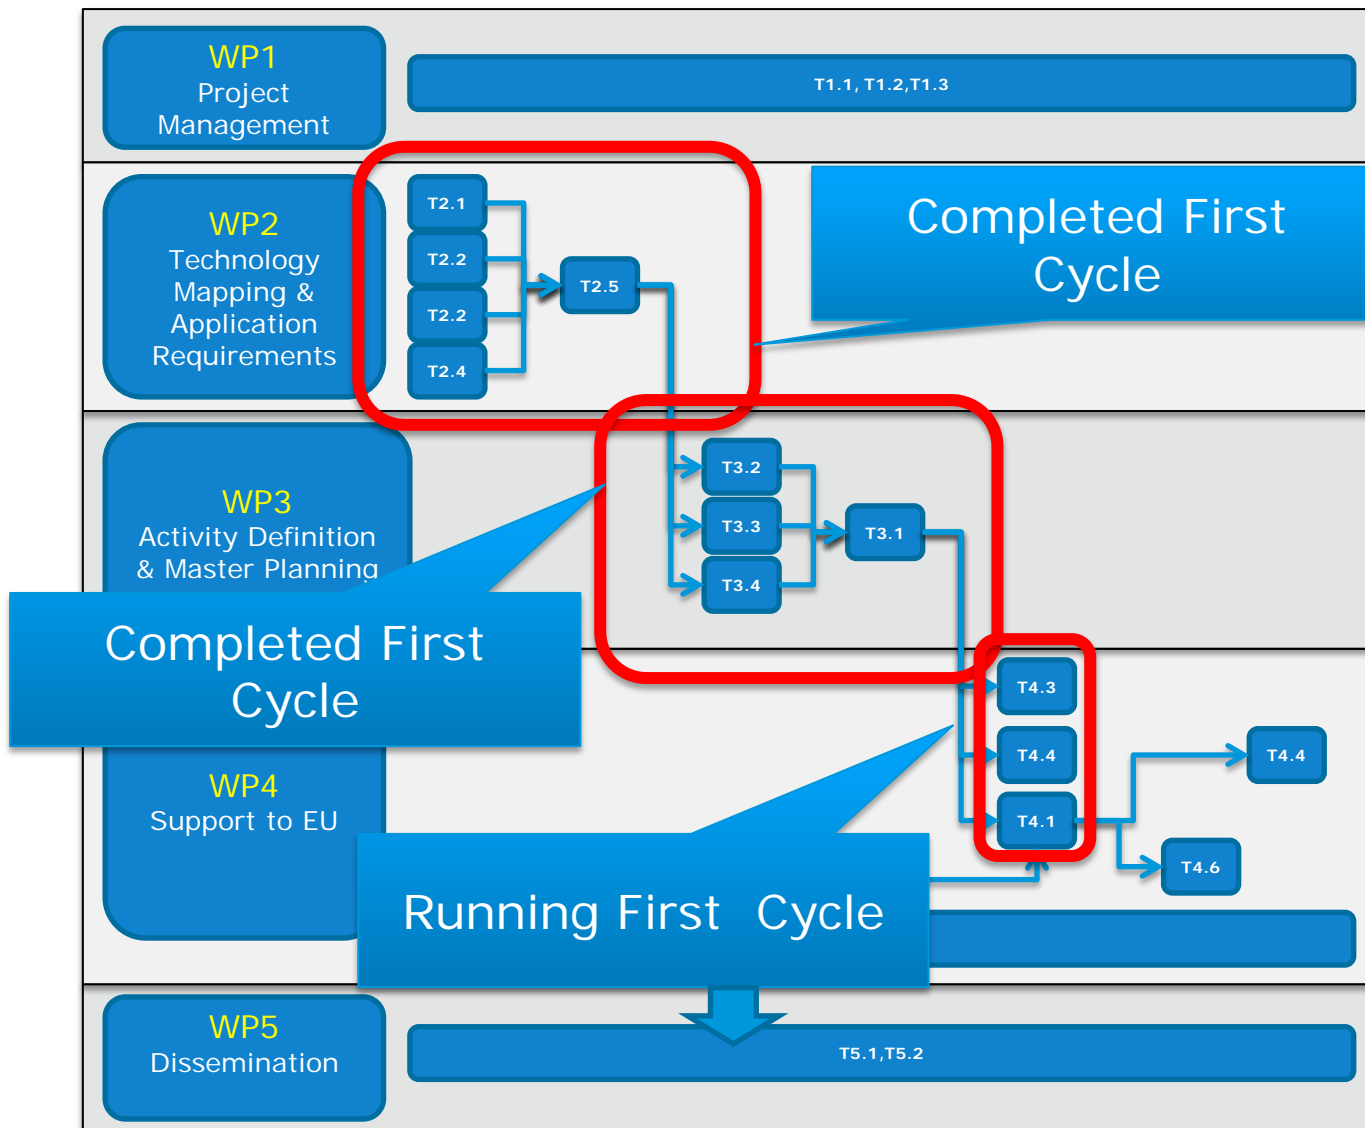 WP1
Project
Management
T1.1, T1.2,T1.3
WP2
Technology
Mapping &
Application
Requirements
T2.1
T2.2
T2.2
T2.4
T2.5
Completed First
Cycle
WP3
Activity Definition
& Master Planning
T3.2
T3.3
T3.4
T3.1
Completed First
Cycle
WP4
Support to EU
T4.3
T4.4
T4.1
T4.4
T4.6
Running First  Cycle
WP5
Dissemination
T5.1,T5.2